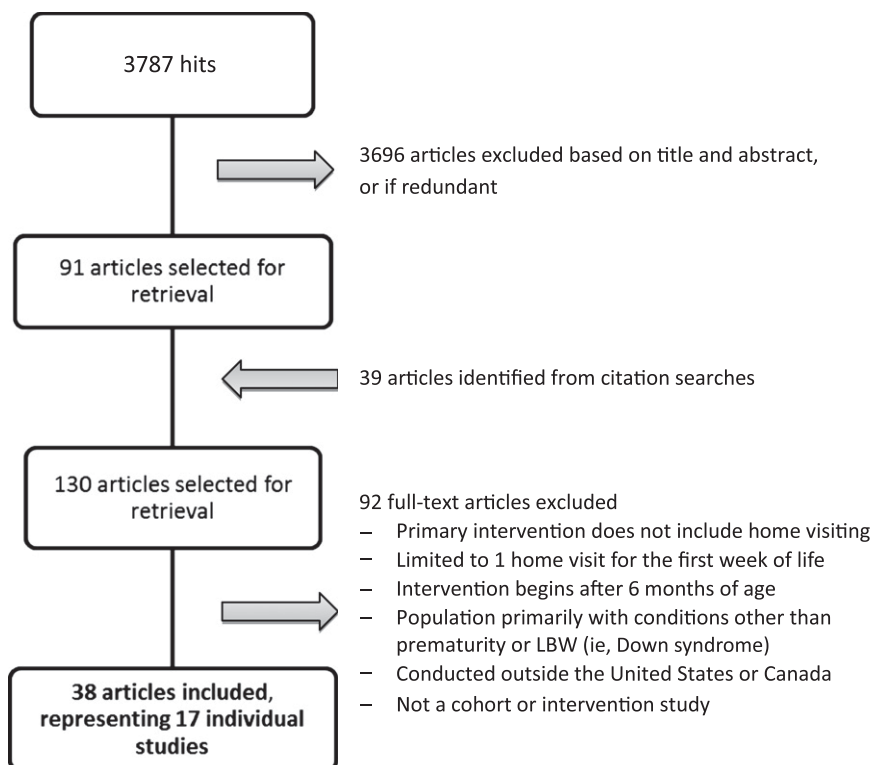 3787 hits
3696 articles excluded based on title and abstract,
or if redundant
91 articles selected for
retrieval
39 articles identified from citation searches
130 articles selected for
retrieval
92 full-text articles excluded
– Primary intervention does not include home visiting
– Limited to 1 home visit for the first week of life
– Intervention begins after 6 months of age
– Population primarily with conditions other than
prematurity or LBW (ie, Down syndrome)
– Conducted outside the United States or Canada
– Not a cohort or intervention study
38 articles included,
representing 17 individual
studies